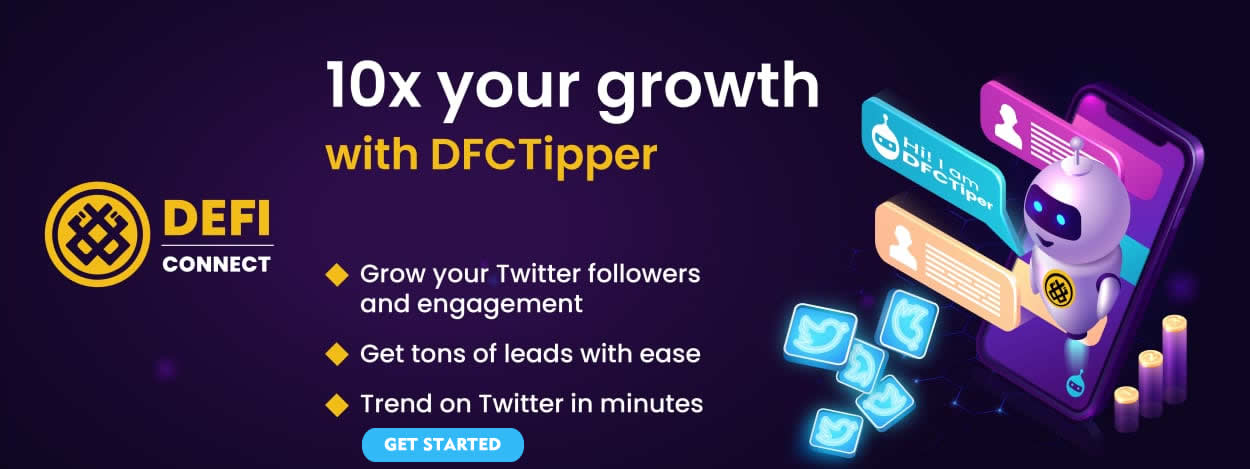 10x your growth
with DFCTipper
DEFI
CONNECT
Grow your Twitter followers
and engagement
Get tons of leads with ease
Trend on Twitter in minutes
GET STARTED
Hi! I am
DFCTiper